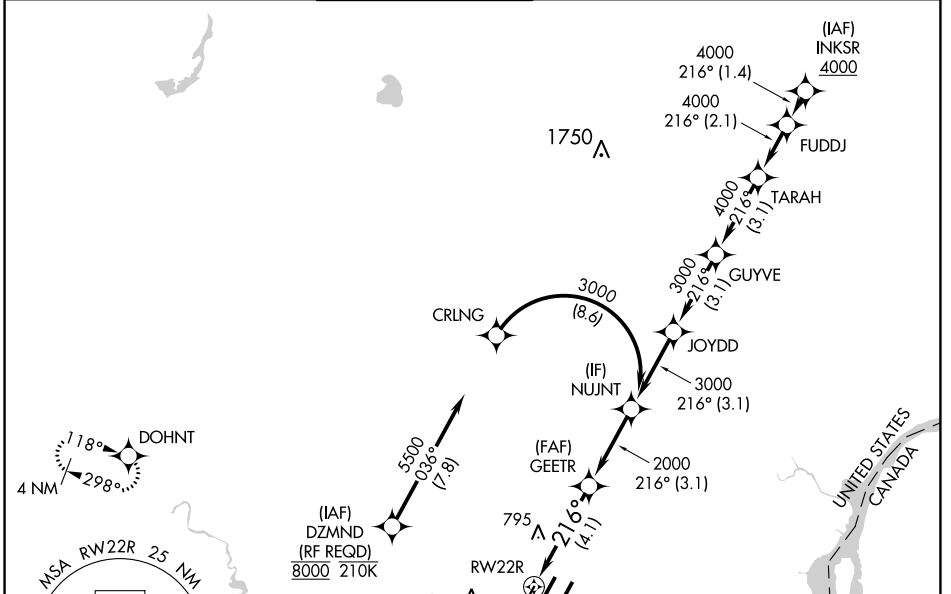 (IAF)
INKSR
4000
4000
216° (1.4)
4000
216° (2.1)
FUDDJ
1750
TARAH
4000
216°
(3.1)
GUYVE
3000
216°
(3.1)
3000
(8.6)
CRLNG
JOYDD
(IF)
NUJNT
3000
216° (3.1)
118°
DOHNT
298°
4 NM
5500
036°
(7.8)
(FAF)
GEETR
2000
216° (3.1)
UNITED STATES
CANADA
(IAF)
DZMND
(RF REQD)
8000 210K
795
216°
(4.1)
RW22R
MSA RW22R 25 NM